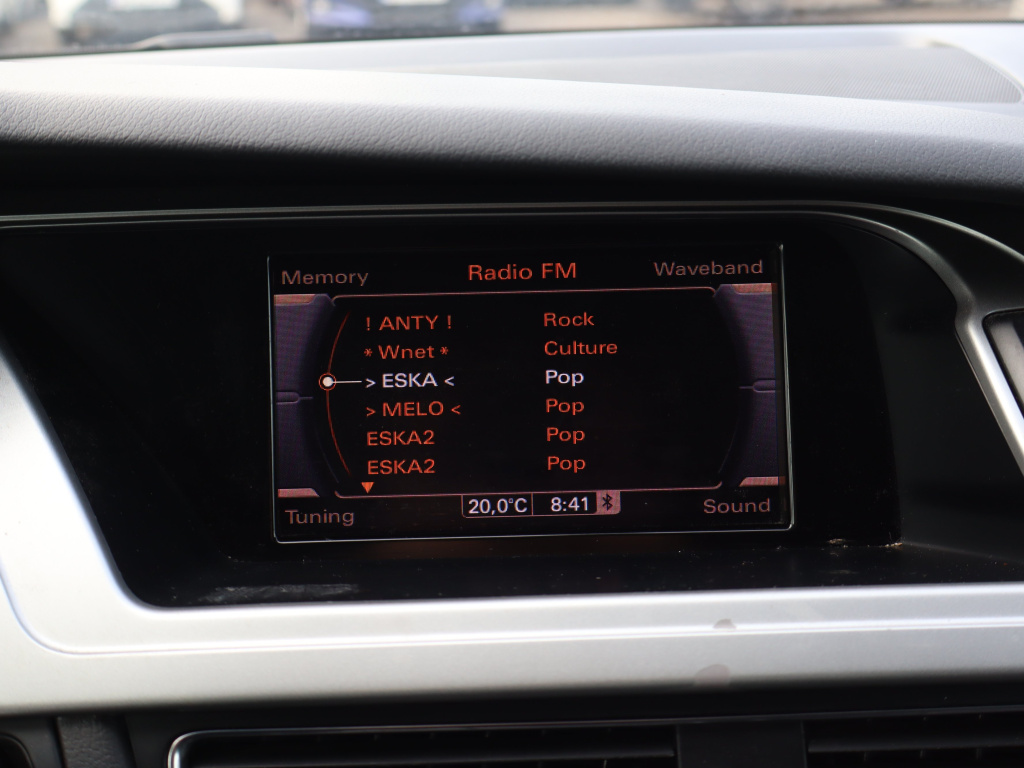 Memory Radio FM Waveband
! ANTY ! Rock
* Wnet * Culture
> ESKA < Pop
> MELO < Pop
ESKA2 Pop
ESKA2 Pop
Tuning 20,0°C 8:41 Sound